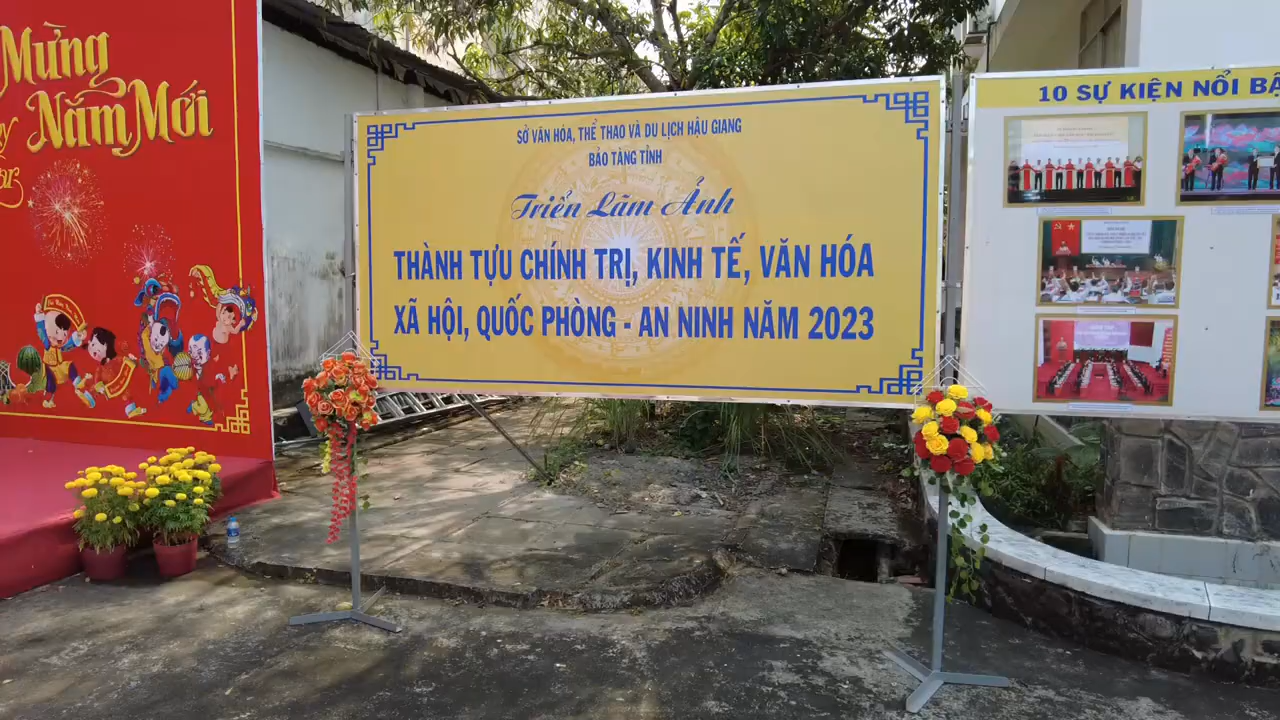 Mừng
Năm Mới
SỞ VĂN HÓA, THỂ THAO VÀ DU LỊCH HẬU GIANG
BẢO TÀNG TỈNH
Triển Lãm Ảnh
THÀNH TỰU CHÍNH TRỊ, KINH TẾ, VĂN HÓA
XÃ HỘI, QUỐC PHÒNG - AN NINH NĂM 2023
10 SỰ KIỆN NỔI BẬ